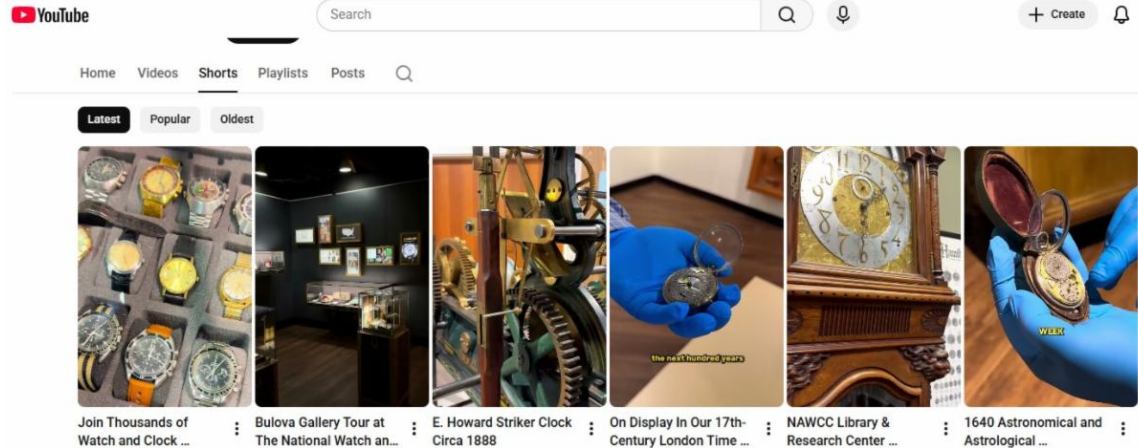 YouTube
Search
Create
Home Videos Shorts Playlists Posts
Latest Popular Oldest
the next hundred years
WEEK
Join Thousands of
Watch and Clock ...
Bulova Gallery Tour at
The National Watch an...
E. Howard Striker Clock
Circa 1888
On Display In Our 17th-
Century London Time ...
NAWCC Library &
Research Center ...
1640 Astronomical and
Astrological ...